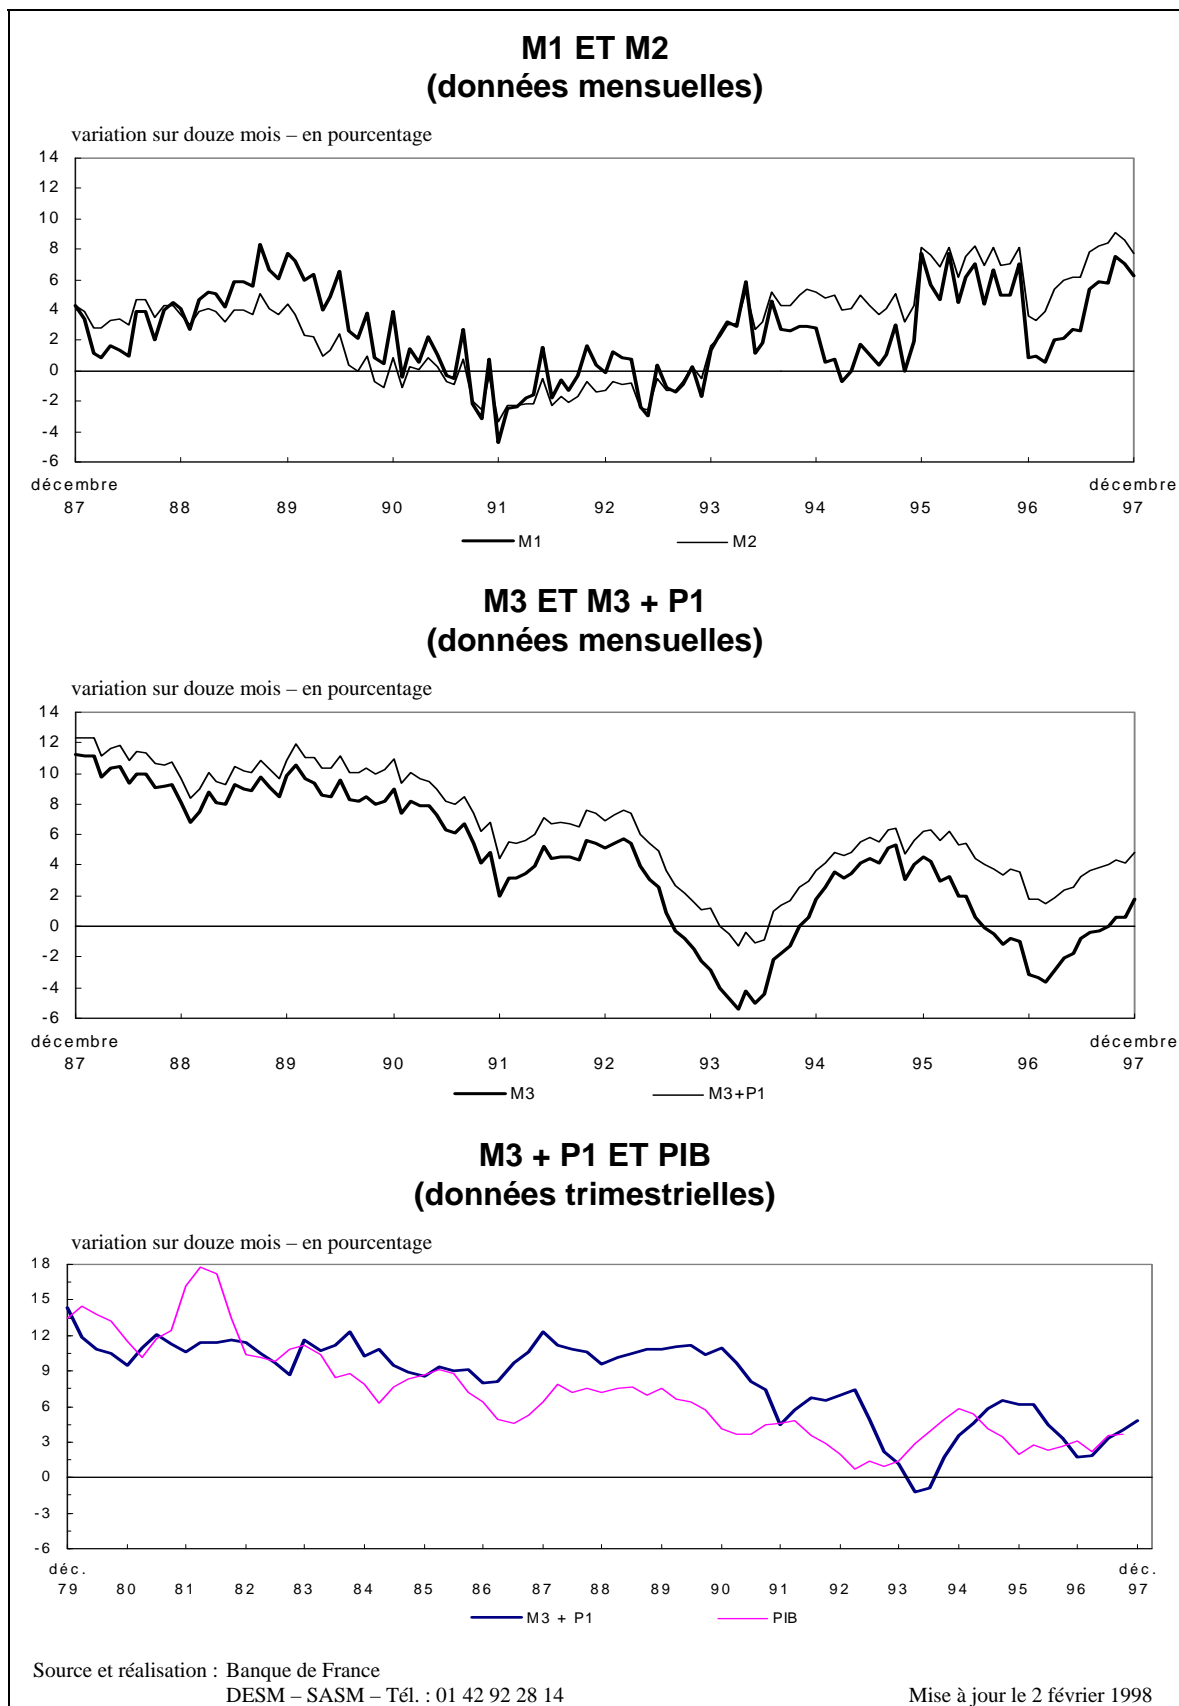 M1 ET M2
(données mensuelles)
variation sur douze mois – en pourcentage
14
12
10
8
6
4
2
0
-2
-4
-6
décembre décembre
87 88 89 90 91 92 93 94 95 96 97
M1 M2
M3 ET M3 + P1
(données mensuelles)
variation sur douze mois – en pourcentage
14
12
10
8
6
4
2
0
-2
-4
-6
décembre décembre
87 88 89 90 91 92 93 94 95 96 97
M3 M3+P1
M3 + P1 ET PIB
(données trimestrielles)
variation sur douze mois – en pourcentage
18
15
12
9
6
3
0
-3
-6
déc. déc.
79 80 81 82 83 84 85 86 87 88 89 90 91 92 93 94 95 96 97
M3 + P1 PIB
Source et réalisation : Banque de France
DESM – SASM – Tél. : 01 42 92 28 14 Mise à jour le 2 février 1998